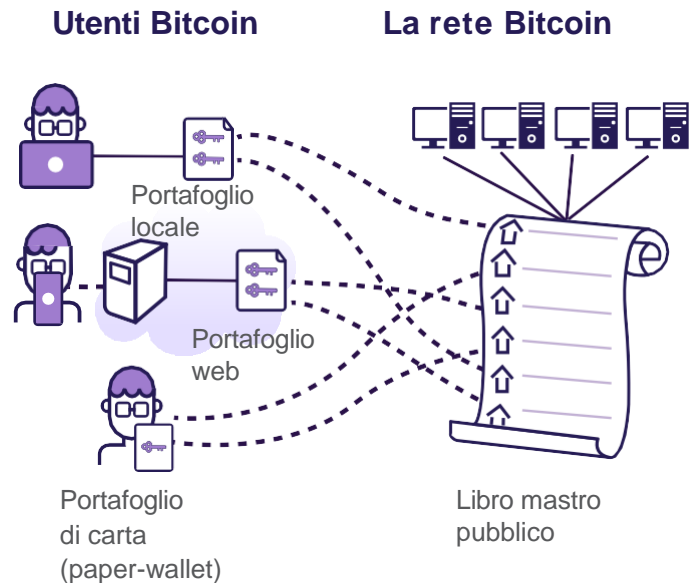 Utenti Bitcoin
La rete Bitcoin
Portafoglio
locale
Portafoglio
web
Portafoglio
di carta
(paper-wallet)
Libro mastro
pubblico